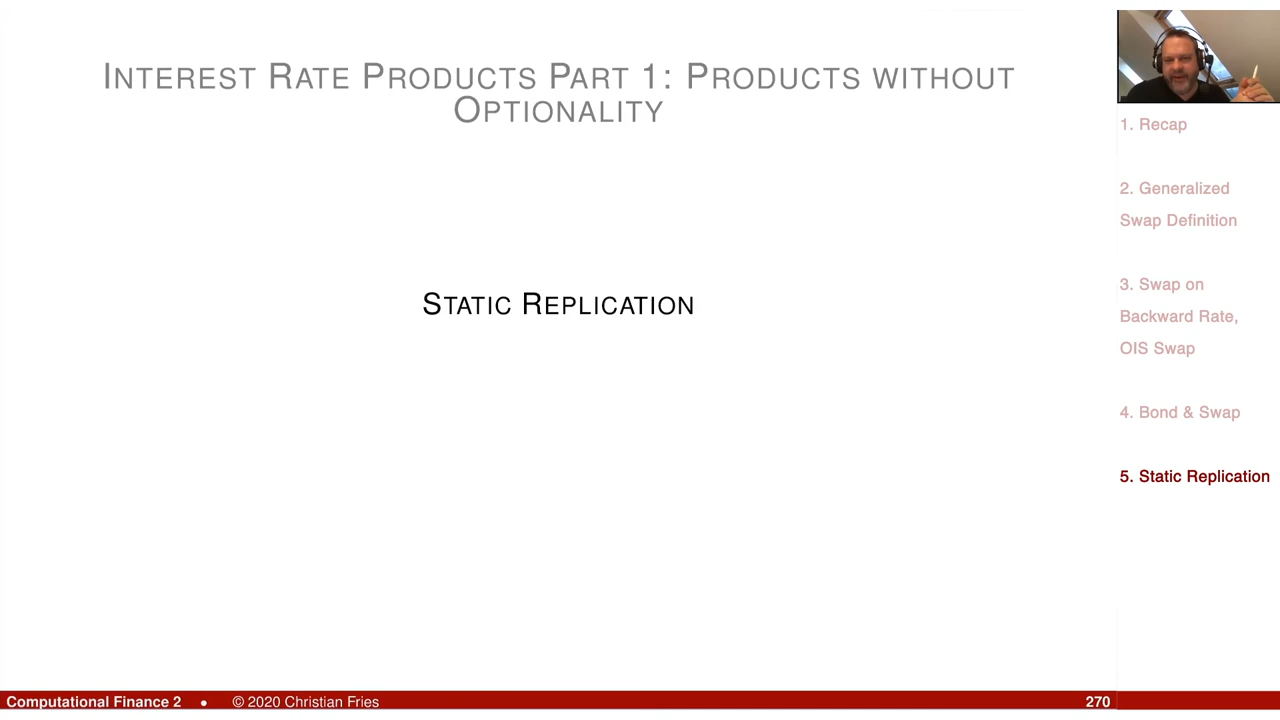 INTEREST RATE PRODUCTS PART 1: PRODUCTS WITHOUT
OPTIONALITY
STATIC REPLICATION
1. Recap
2. Generalized
Swap Definition
3. Swap on
Backward Rate,
OIS Swap
4. Bond & Swap
5. Static Replication
Computational Finance 2 • © 2020 Christian Fries 270